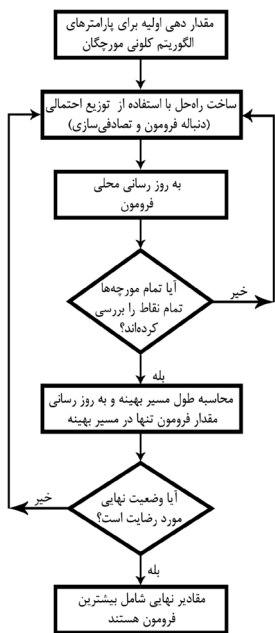 مقدار دهی اولیه برای پارامترهای
الگوریتم کلونی مورچگان
ساخت راه‌حل با استفاده از توزیع احتمالی
(دنباله فرومون و تصادفی‌سازی)
به روز رسانی محلی
فرومون
آیا تمام مورچه‌ها
تمام نقاط را بررسی
کرده‌اند؟
خیر
بله
محاسبه طول مسیر بهینه و به روز رسانی
مقدار فرومون تنها در مسیر بهینه
آیا وضعیت نهایی
مورد رضایت است؟
خیر
بله
مقادیر نهایی شامل بیشترین
فرومون هستند